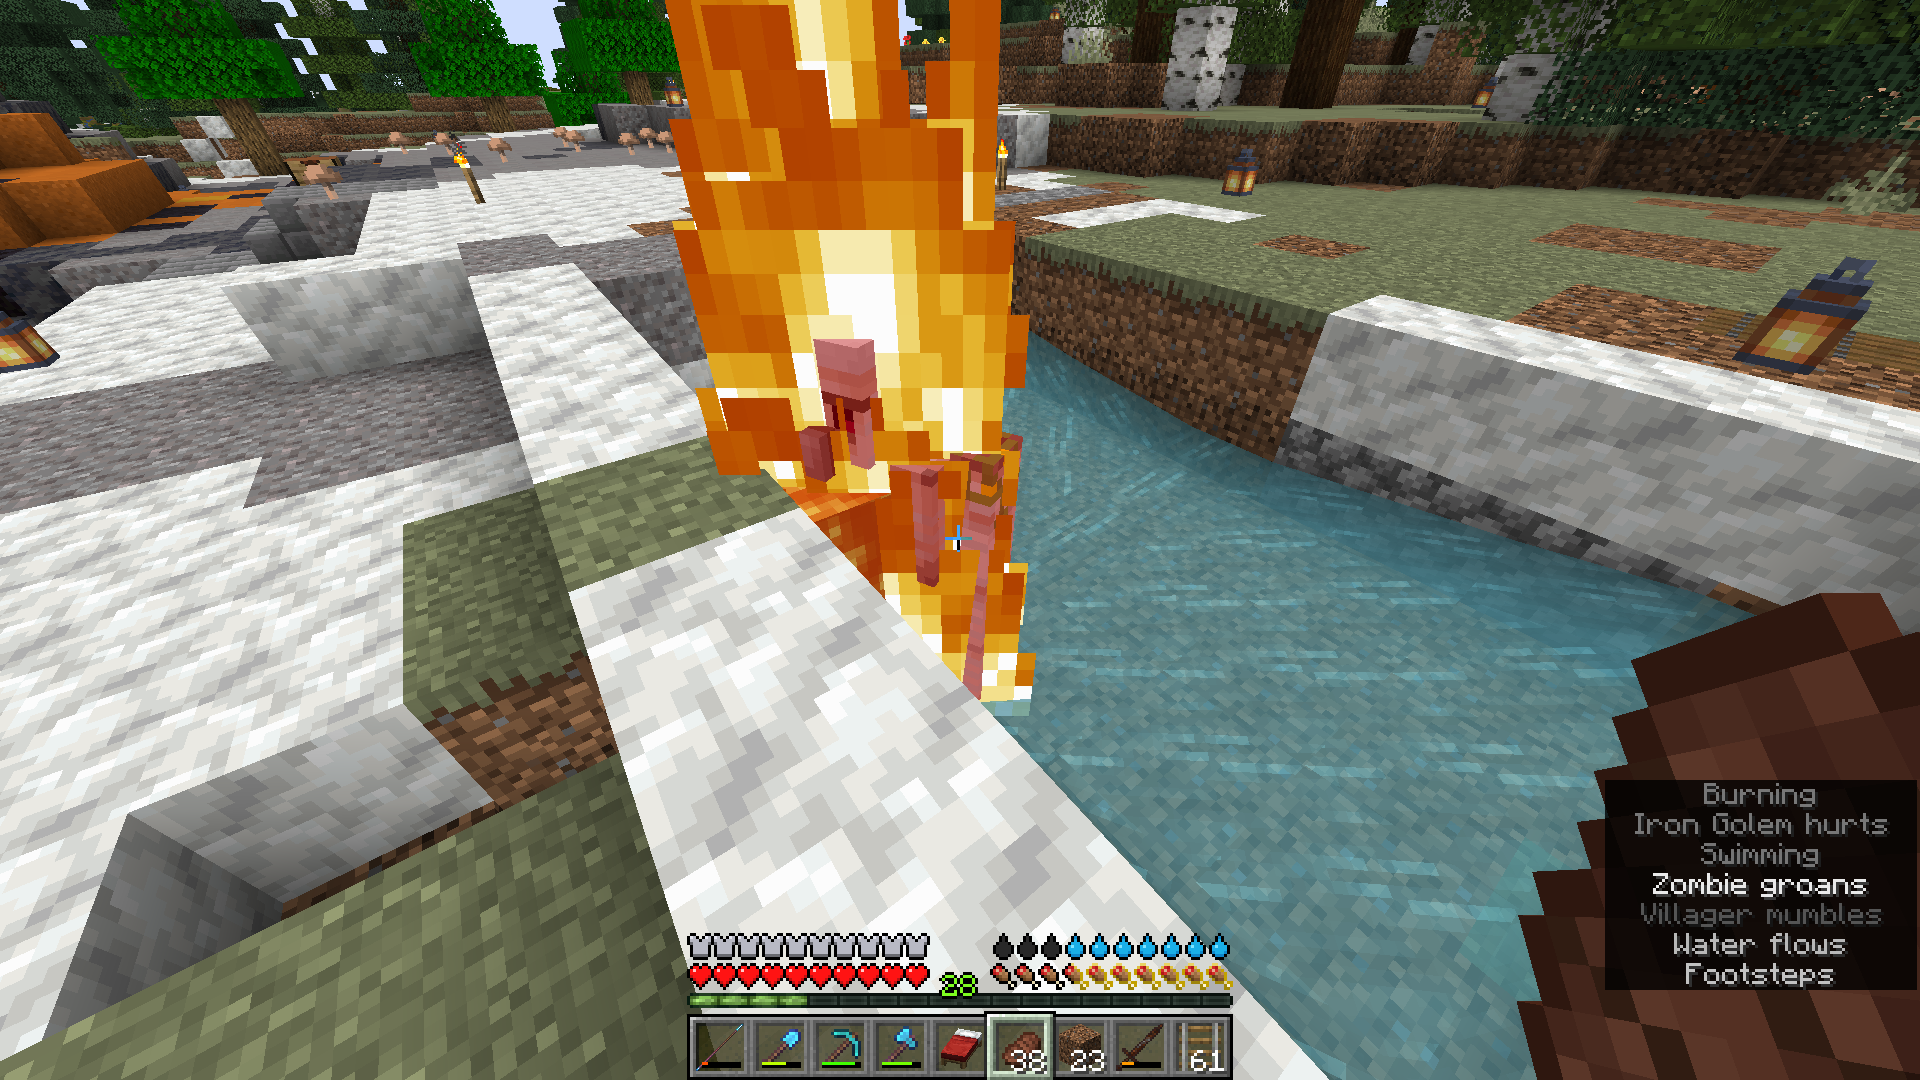 Burning
Iron Golem hurts
Swimming
Zombie groans
Villager mumbles
Water flows
Footsteps
28
38
23
61